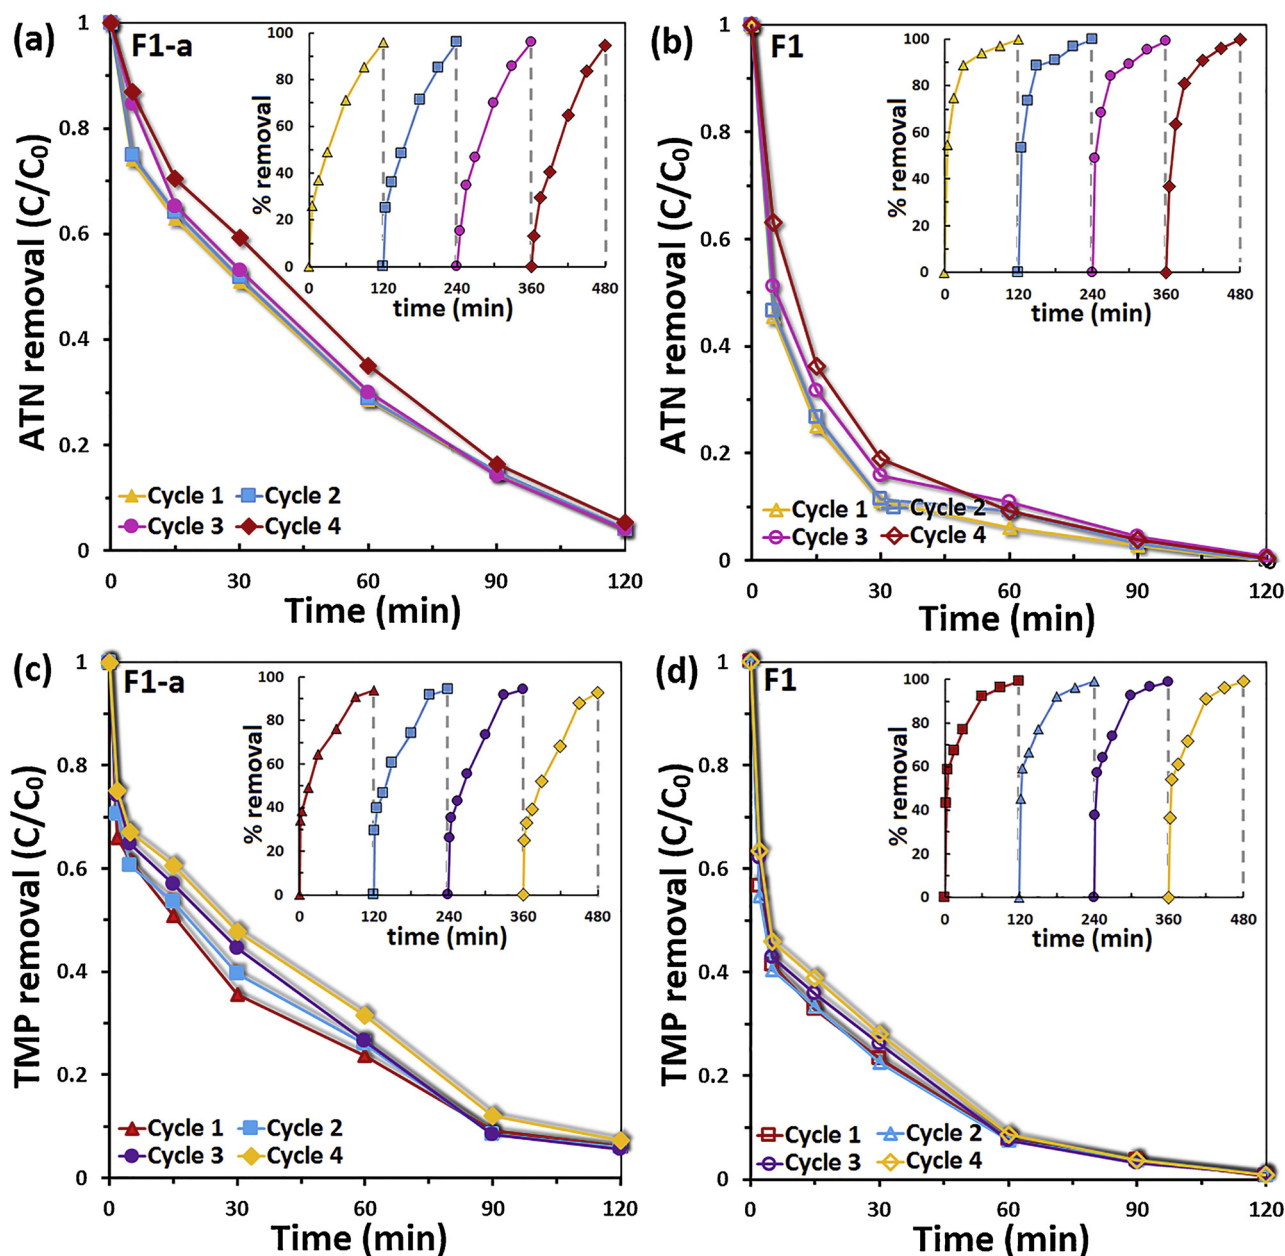 (a)
F1-a
ATN removal (C/C₀)
1
0.8
0.6
0.4
0.2
0
0 30 60 90 120
Time (min)
Cycle 1 Cycle 2
Cycle 3 Cycle 4
% removal
100
80
60
40
20
0
0 120 240 360 480
time (min)
(b)
F1
ATN removal (C/C₀)
1
0.8
0.6
0.4
0.2
0
0 30 60 90 120
Time (min)
Cycle 1 Cycle 2
Cycle 3 Cycle 4
% removal
100
80
60
40
20
0
0 120 240 360 480
time (min)
(c)
F1-a
TMP removal (C/C₀)
1
0.8
0.6
0.4
0.2
0
0 30 60 90 120
Time (min)
Cycle 1 Cycle 2
Cycle 3 Cycle 4
% removal
100
80
60
40
20
0
0 120 240 360 480
time (min)
(d)
F1
TMP removal (C/C₀)
1
0.8
0.6
0.4
0.2
0
0 30 60 90 120
Time (min)
Cycle 1 Cycle 2
Cycle 3 Cycle 4
% removal
100
80
60
40
20
0
0 120 240 360 480
time (min)